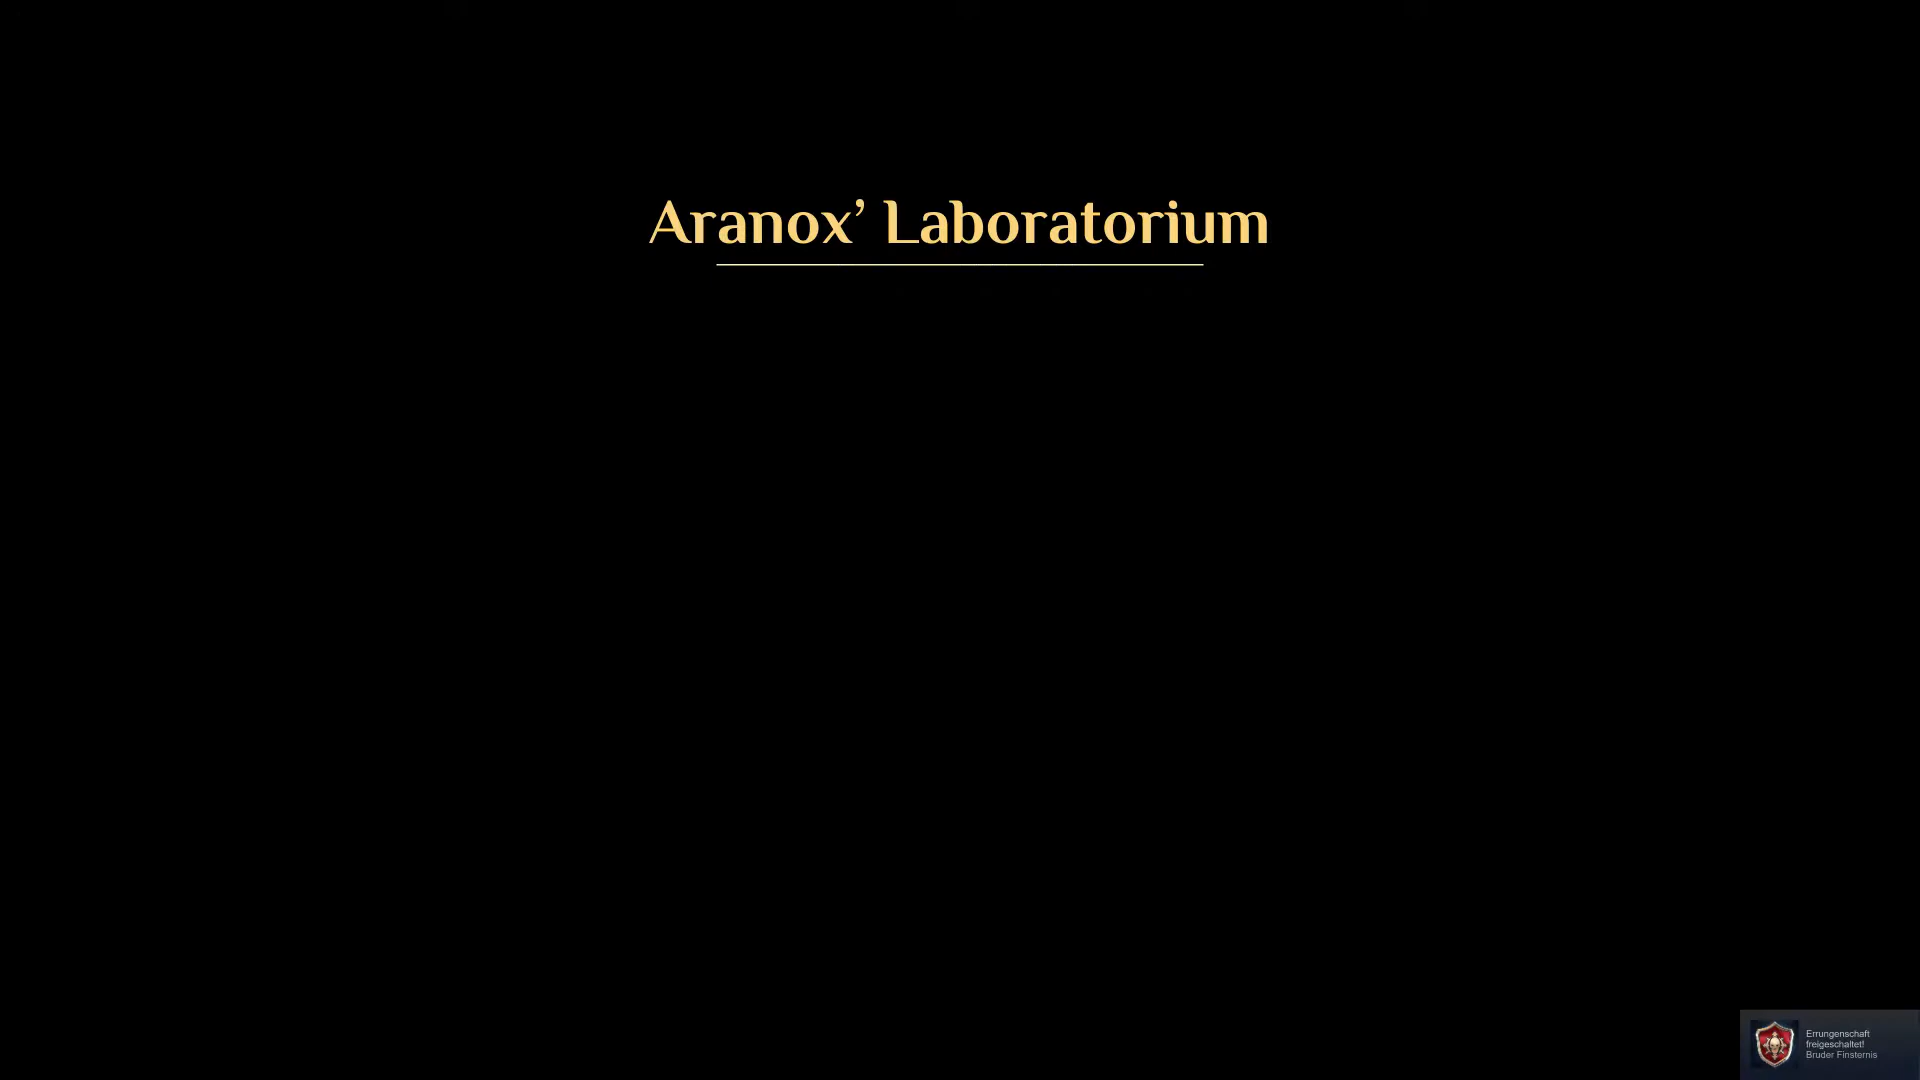 Aranox’ Laboratorium
Errungenschaft
freigeschaltet!
Bruder Finsternis